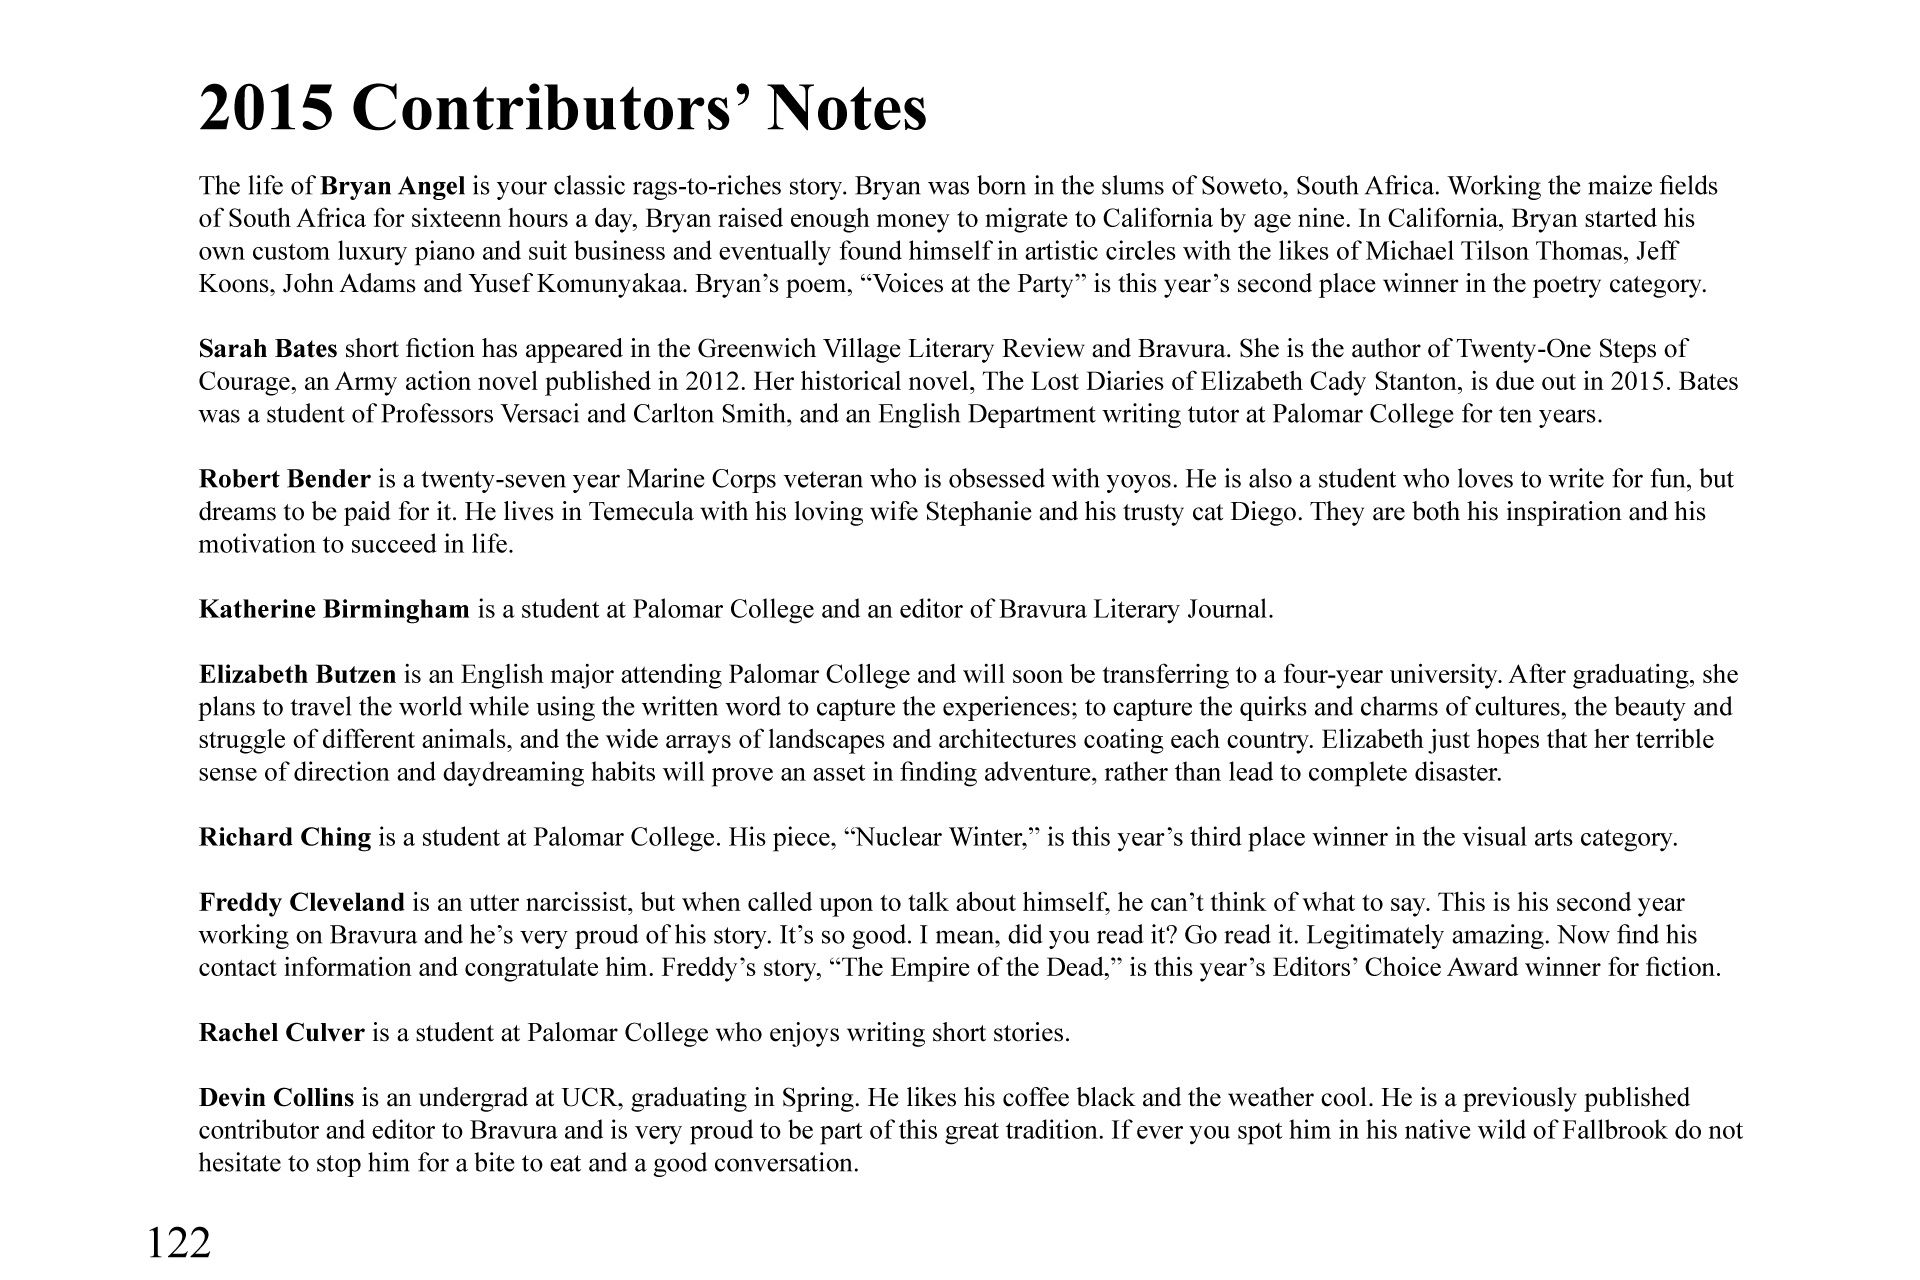 2015 Contributors’ Notes
The life of Bryan Angel is your classic rags-to-riches story. Bryan was born in the slums of Soweto, South Africa. Working the maize fields
of South Africa for sixteenn hours a day, Bryan raised enough money to migrate to California by age nine. In California, Bryan started his
own custom luxury piano and suit business and eventually found himself in artistic circles with the likes of Michael Tilson Thomas, Jeff
Koons, John Adams and Yusef Komunyakaa. Bryan’s poem, “Voices at the Party” is this year’s second place winner in the poetry category.
Sarah Bates short fiction has appeared in the Greenwich Village Literary Review and Bravura. She is the author of Twenty-One Steps of
Courage, an Army action novel published in 2012. Her historical novel, The Lost Diaries of Elizabeth Cady Stanton, is due out in 2015. Bates
was a student of Professors Versaci and Carlton Smith, and an English Department writing tutor at Palomar College for ten years.
Robert Bender is a twenty-seven year Marine Corps veteran who is obsessed with yoyos. He is also a student who loves to write for fun, but
dreams to be paid for it. He lives in Temecula with his loving wife Stephanie and his trusty cat Diego. They are both his inspiration and his
motivation to succeed in life.
Katherine Birmingham is a student at Palomar College and an editor of Bravura Literary Journal.
Elizabeth Butzen is an English major attending Palomar College and will soon be transferring to a four-year university. After graduating, she
plans to travel the world while using the written word to capture the experiences; to capture the quirks and charms of cultures, the beauty and
struggle of different animals, and the wide arrays of landscapes and architectures coating each country. Elizabeth just hopes that her terrible
sense of direction and daydreaming habits will prove an asset in finding adventure, rather than lead to complete disaster.
Richard Ching is a student at Palomar College. His piece, “Nuclear Winter,” is this year’s third place winner in the visual arts category.
Freddy Cleveland is an utter narcissist, but when called upon to talk about himself, he can’t think of what to say. This is his second year
working on Bravura and he’s very proud of his story. It’s so good. I mean, did you read it? Go read it. Legitimately amazing. Now find his
contact information and congratulate him. Freddy’s story, “The Empire of the Dead,” is this year’s Editors’ Choice Award winner for fiction.
Rachel Culver is a student at Palomar College who enjoys writing short stories.
Devin Collins is an undergrad at UCR, graduating in Spring. He likes his coffee black and the weather cool. He is a previously published
contributor and editor to Bravura and is very proud to be part of this great tradition. If ever you spot him in his native wild of Fallbrook do not
hesitate to stop him for a bite to eat and a good conversation.
122